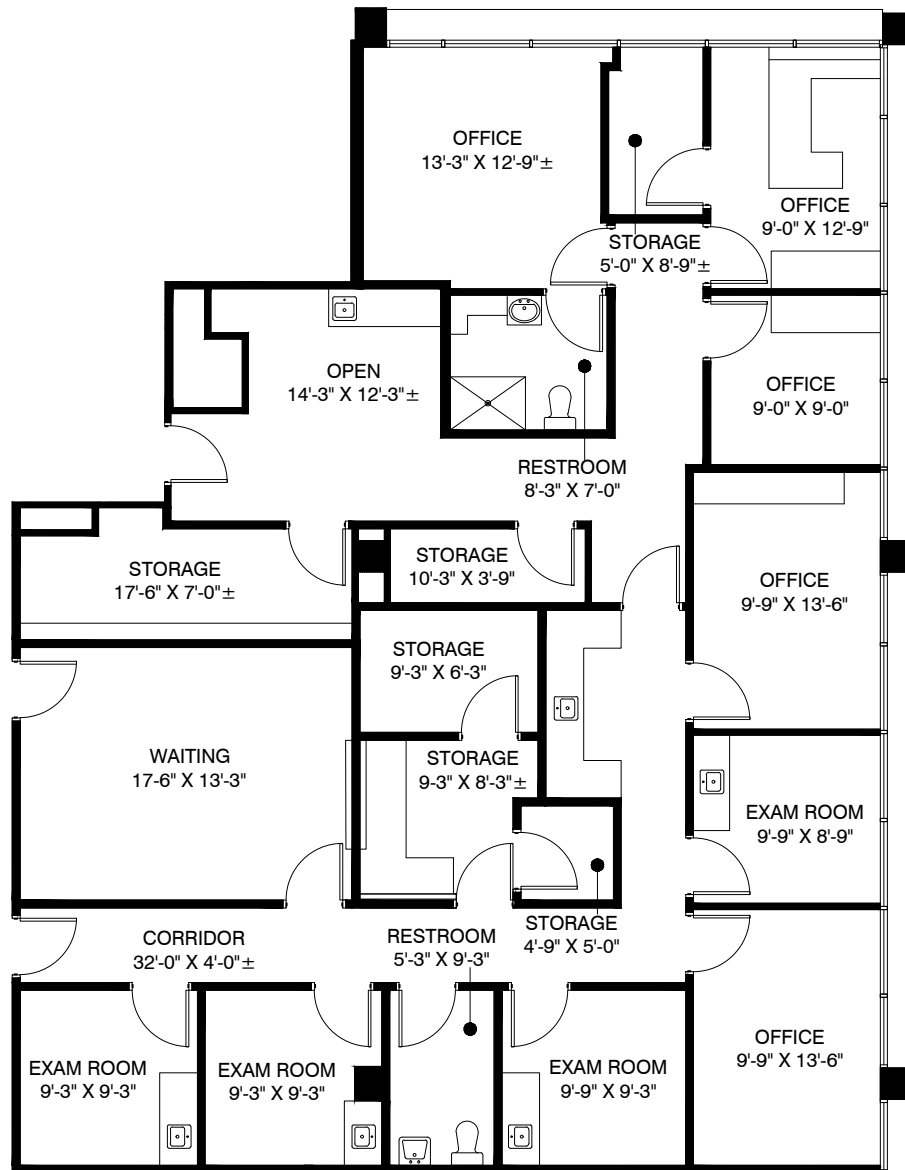 OFFICE
13'-3" X 12'-9"±
OFFICE
9'-0" X 12'-9"
STORAGE
5'-0" X 8'-9"±
OPEN
14'-3" X 12'-3"±
OFFICE
9'-0" X 9'-0"
RESTROOM
8'-3" X 7'-0"
STORAGE
17'-6" X 7'-0"±
STORAGE
10'-3" X 3'-9"
OFFICE
9'-9" X 13'-6"
STORAGE
9'-3" X 6'-3"
WAITING
17'-6" X 13'-3"
STORAGE
9-3" X 8'-3"±
EXAM ROOM
9'-9" X 8'-9"
STORAGE
4'-9" X 5'-0"
CORRIDOR
32'-0" X 4'-0"±
RESTROOM
5'-3" X 9'-3"
OFFICE
9'-9" X 13'-6"
EXAM ROOM
9'-3" X 9'-3"
EXAM ROOM
9'-3" X 9'-3"
EXAM ROOM
9'-9" X 9'-3"